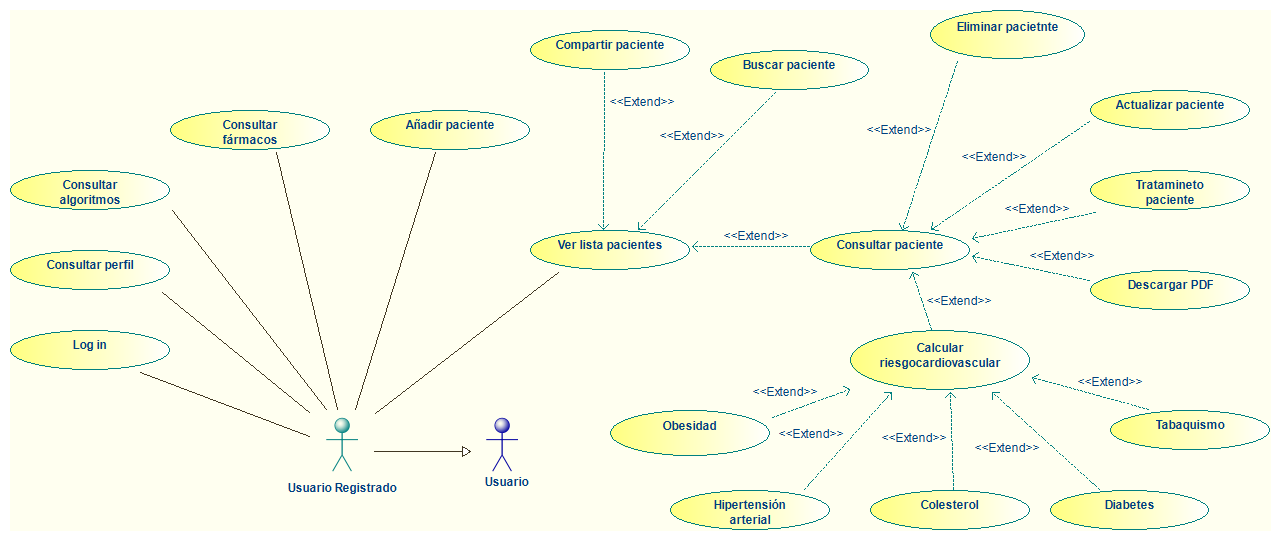 Eliminar pacietnte
Compartir paciente
Buscar paciente
<<Extend>>
<<Extend>>
<<Extend>>
Actualizar paciente
<<Extend>>
Consultar
fármacos
Añadir paciente
Consultar
algoritmos
Tratamineto
paciente
<<Extend>>
Ver lista pacientes
<<Extend>>
Consultar paciente
<<Extend>>
Consultar perfil
Descargar PDF
<<Extend>>
Log in
Calcular
riesgocardiovascular
<<Extend>>
<<Extend>>
Obesidad
<<Extend>>
<<Extend>>
<<Extend>>
Tabaquismo
Usuario Registrado
Usuario
Hipertensión
arterial
Colesterol
Diabetes